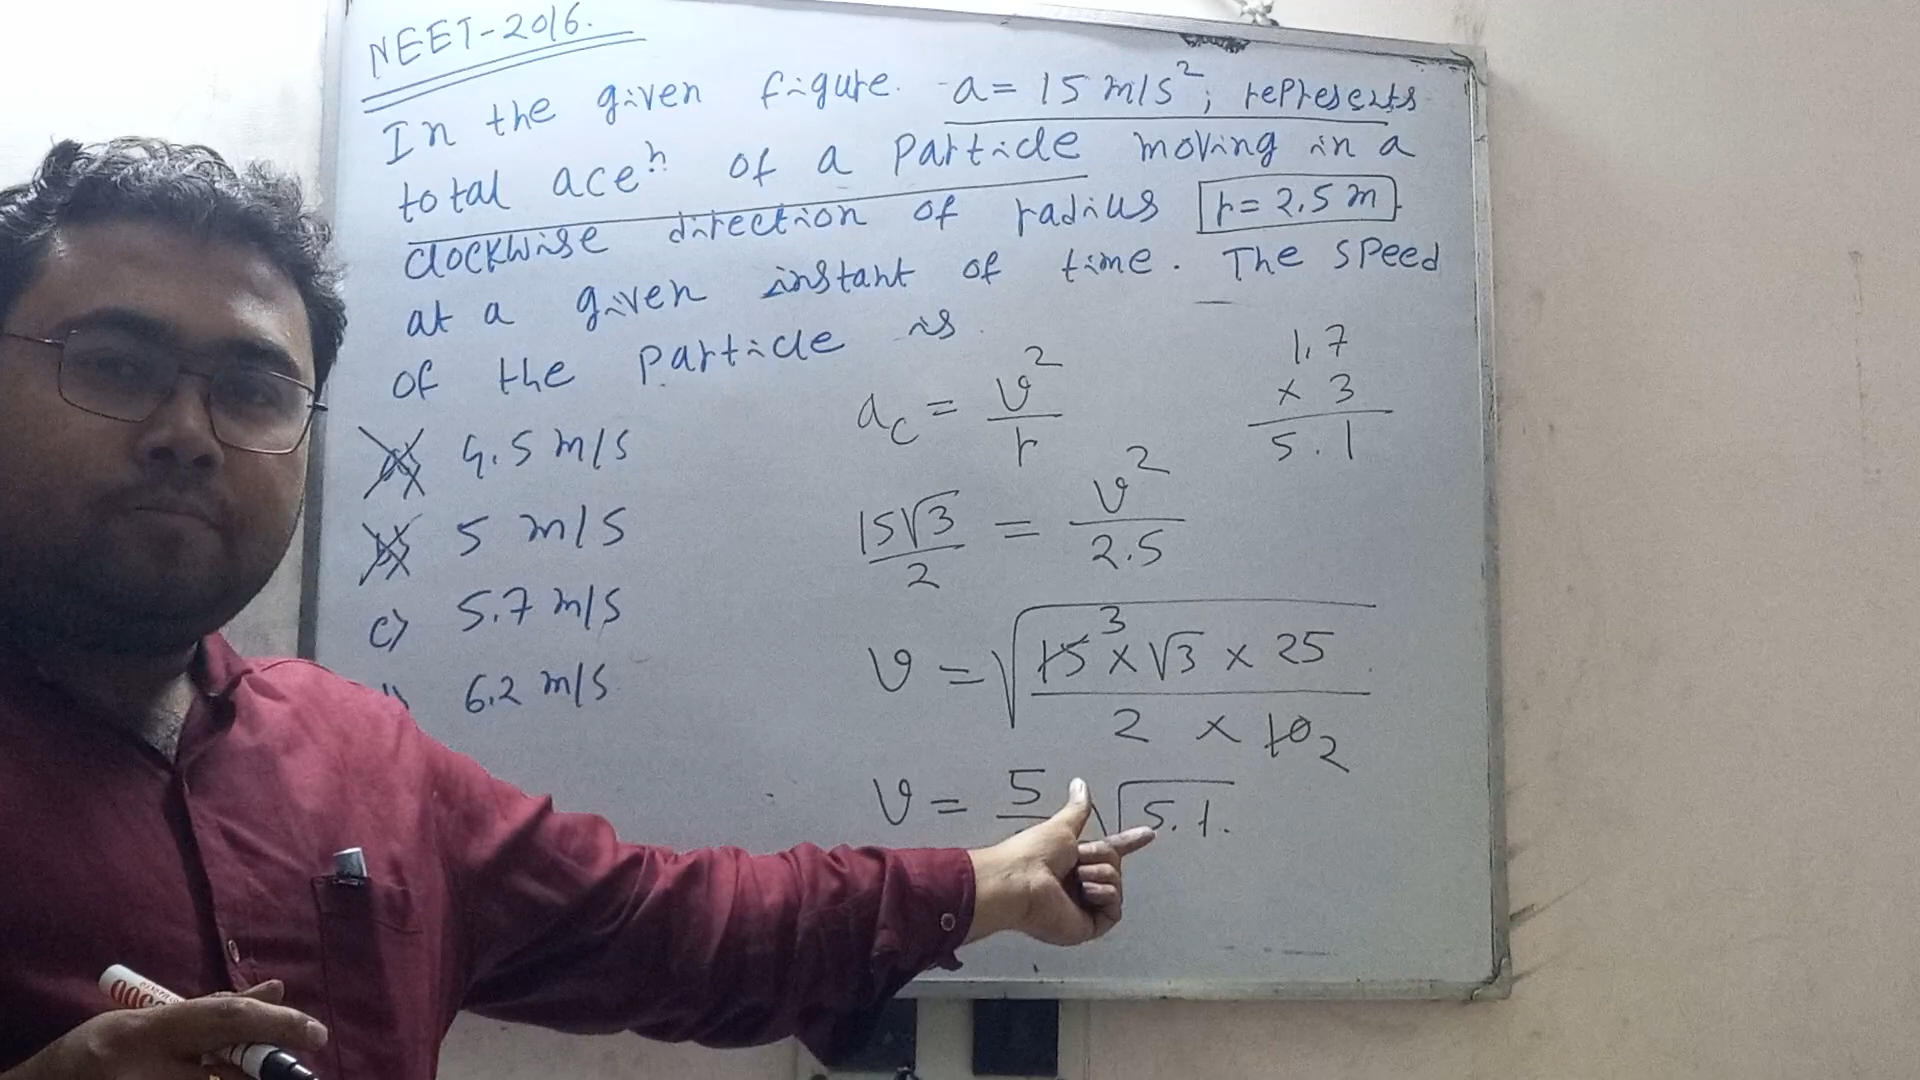 NEET-2016.
In the given figure. a = 15 m/s²; represents
total aceⁿ of a particle moving in a
clockwise direction of radius r = 2.5 m.
at a given instant of time. The speed
of the particle is.
a) 4.5 m/s
b) 5 m/s
c) 5.7 m/s
6.2 m/s
a_c = v²/r
15√3/2 = v²/2.5
v = √(15 3 × √3 × 25 / 2 × 10 2)
v = 5 √5.1.
1.7
× 3
5.1